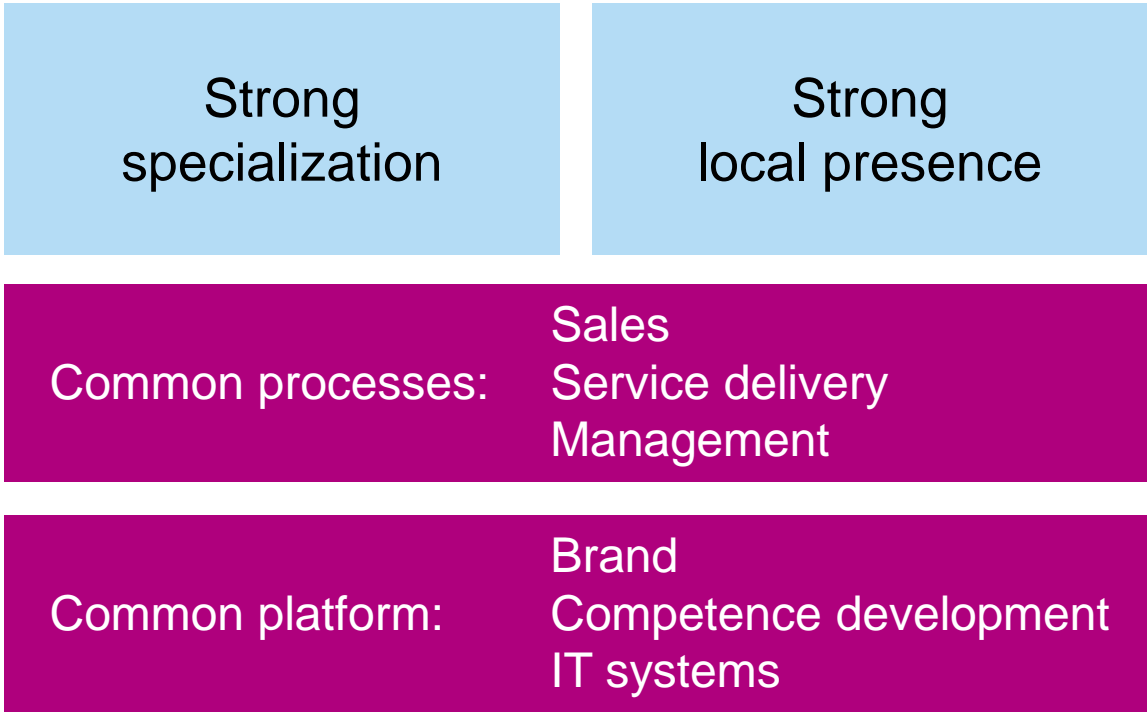 Strong
specialization
Strong
local presence
Common processes:
Sales
Service delivery
Management
Common platform:
Brand
Competence development
IT systems